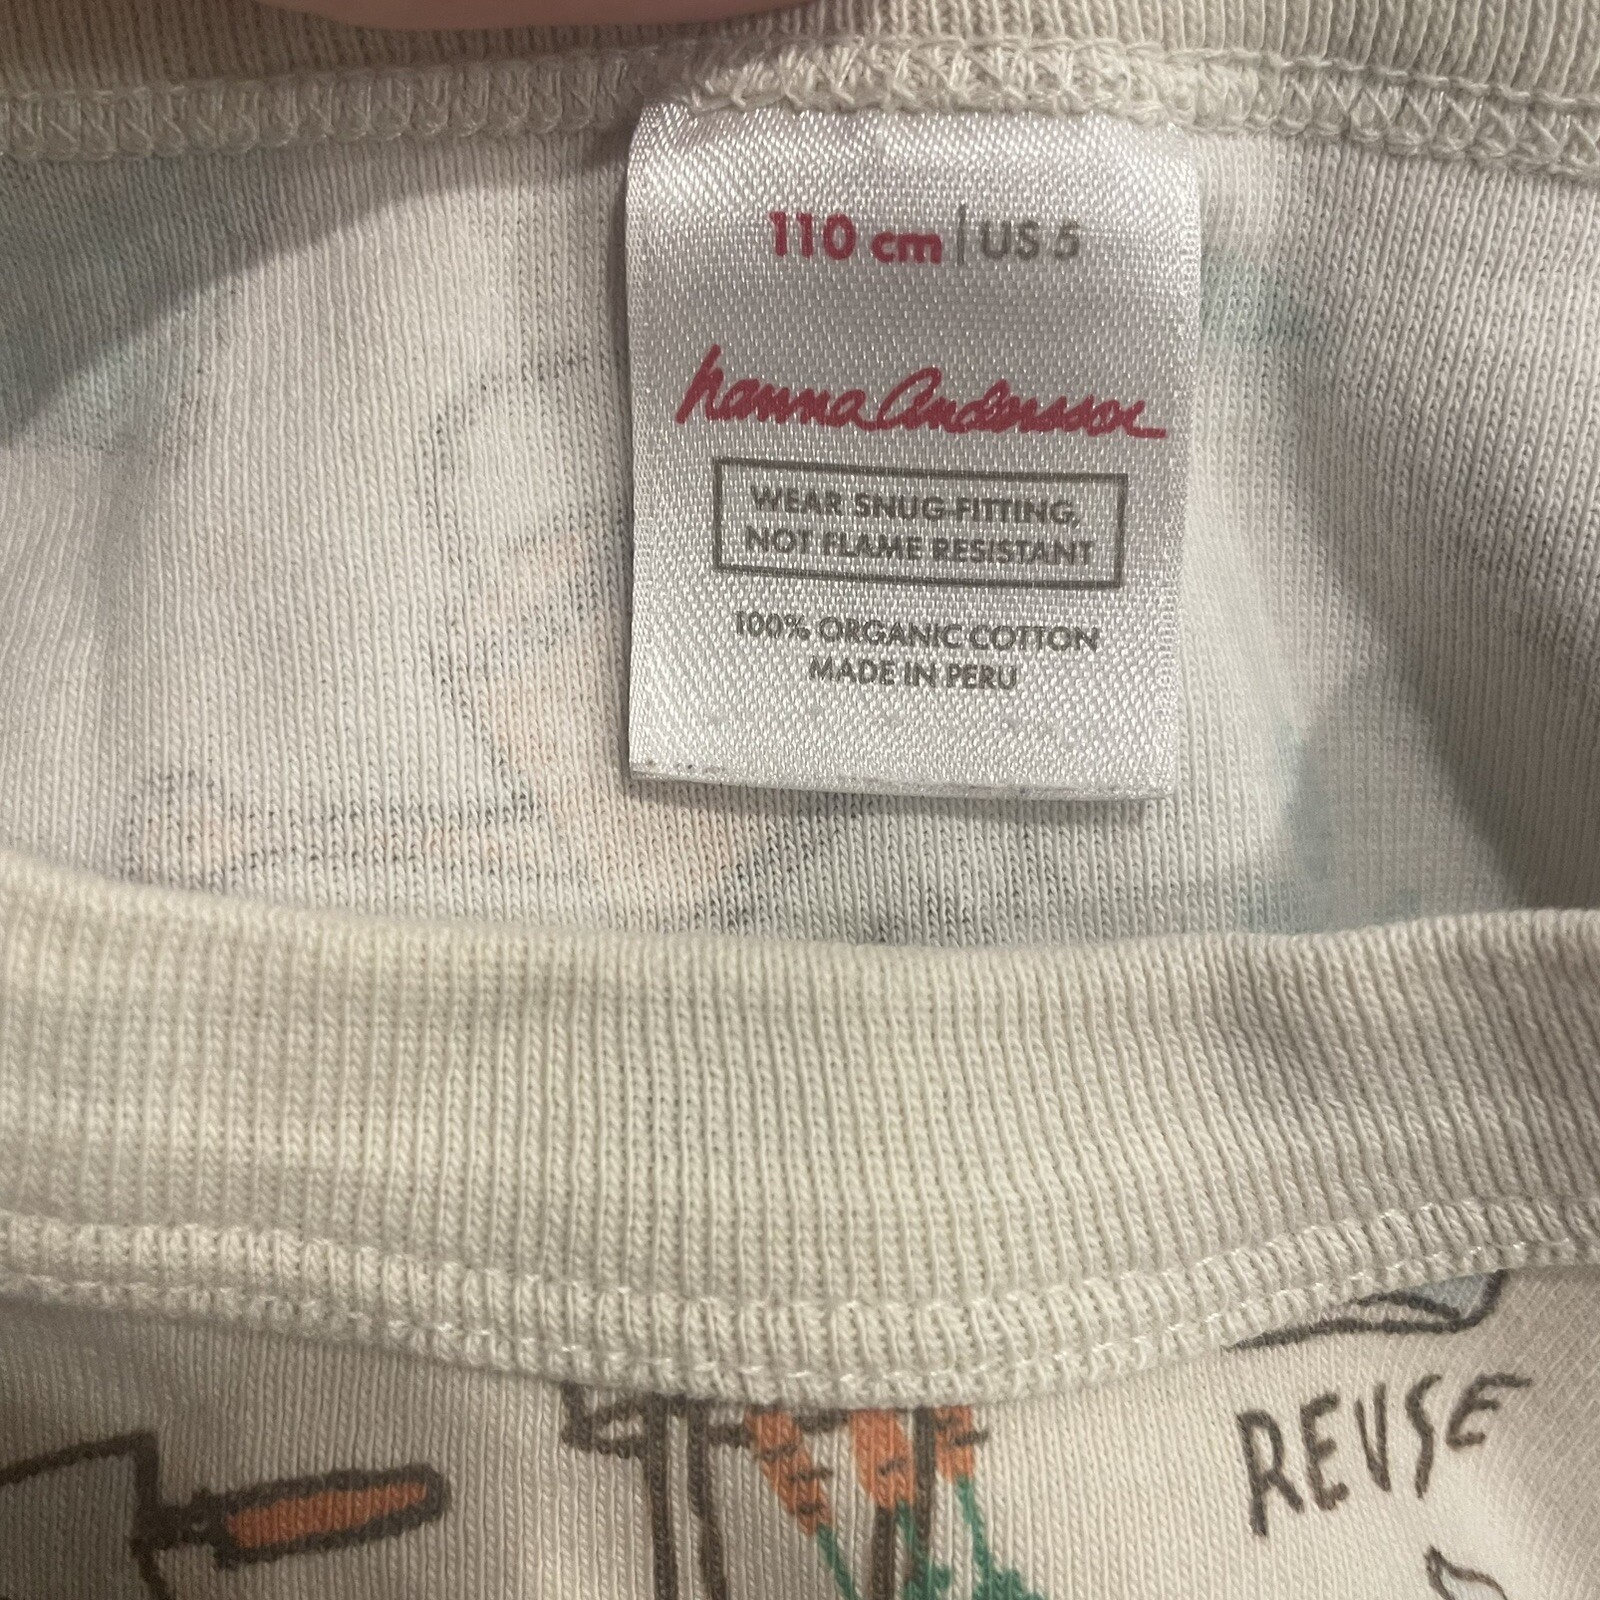 110 cm | US 5
hanna Andersson
WEAR SNUG-FITTING,
NOT FLAME RESISTANT
100% ORGANIC COTTON
MADE IN PERU
REUSE